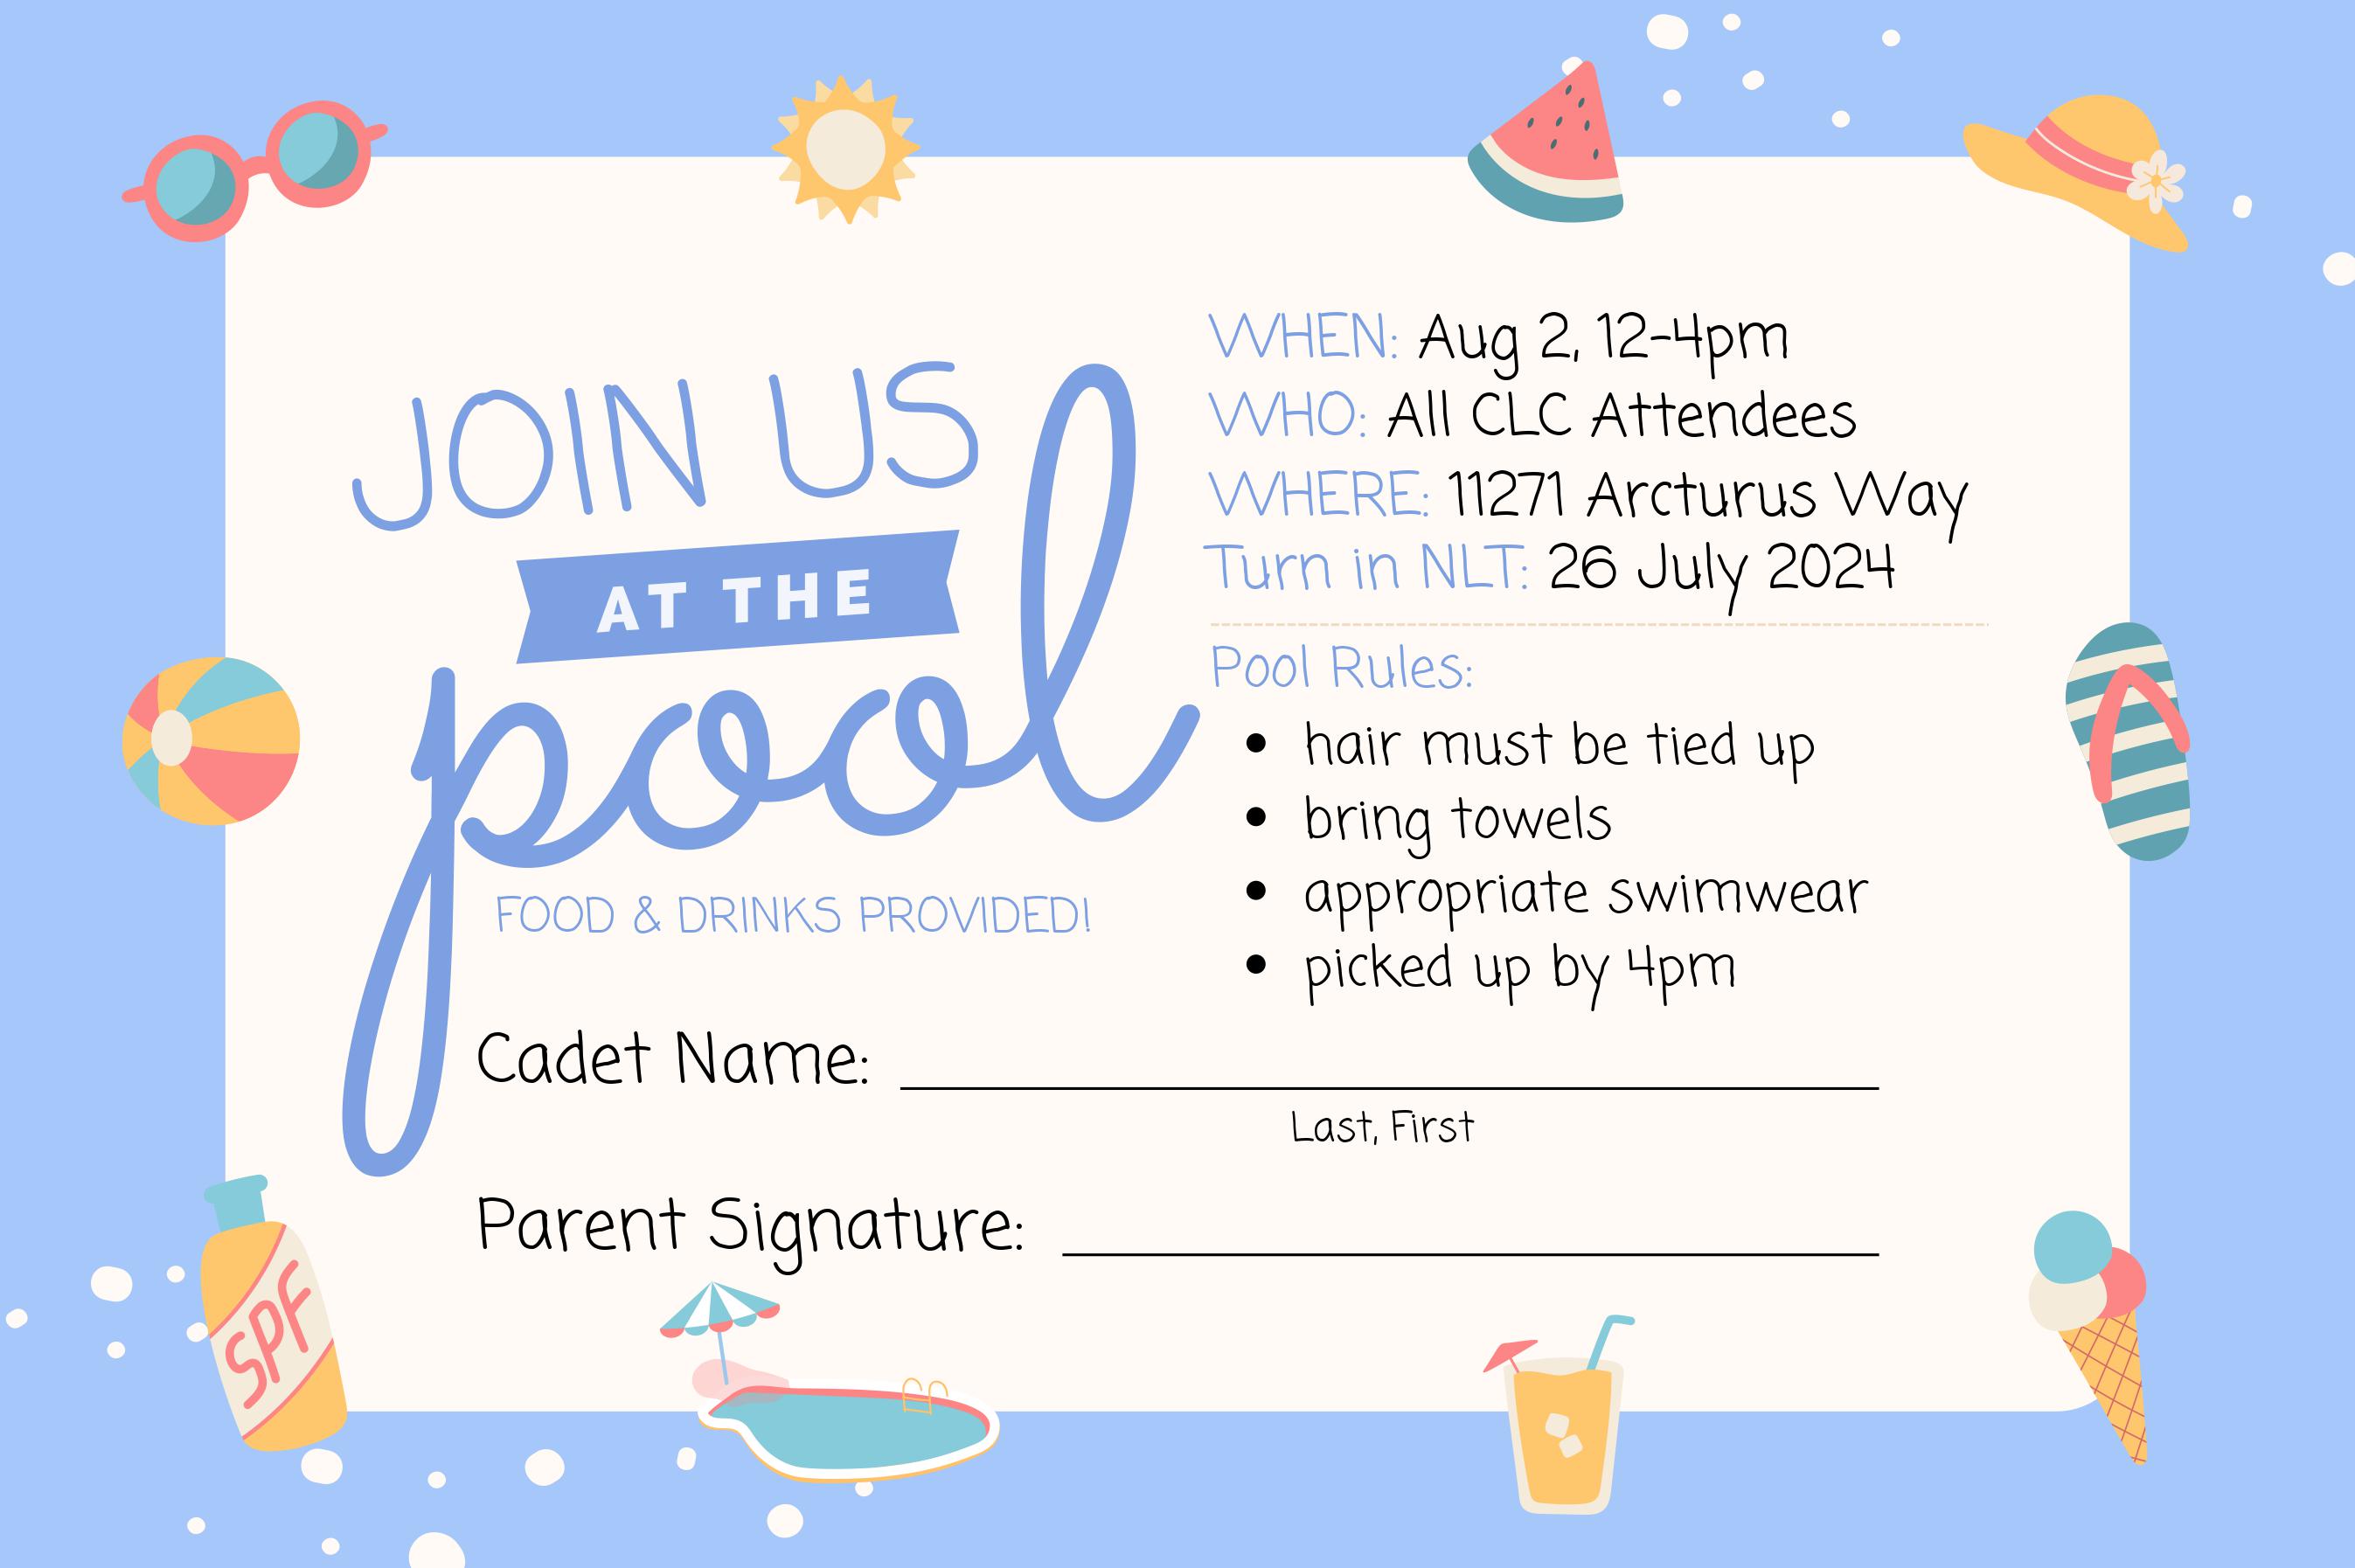 JOIN US
AT THE
pool
FOOD & DRINKS PROVIDED!
WHEN: Aug 2, 12-4pm
WHO: All CLC Attendees
WHERE: 11271 Arcturus Way
Turn in NLT: 26 July 2024
Pool Rules:
• hair must be tied up
• bring towels
• appropriate swimwear
• picked up by 4pm
Cadet Name:
Last, First
Parent Signature:
SPF